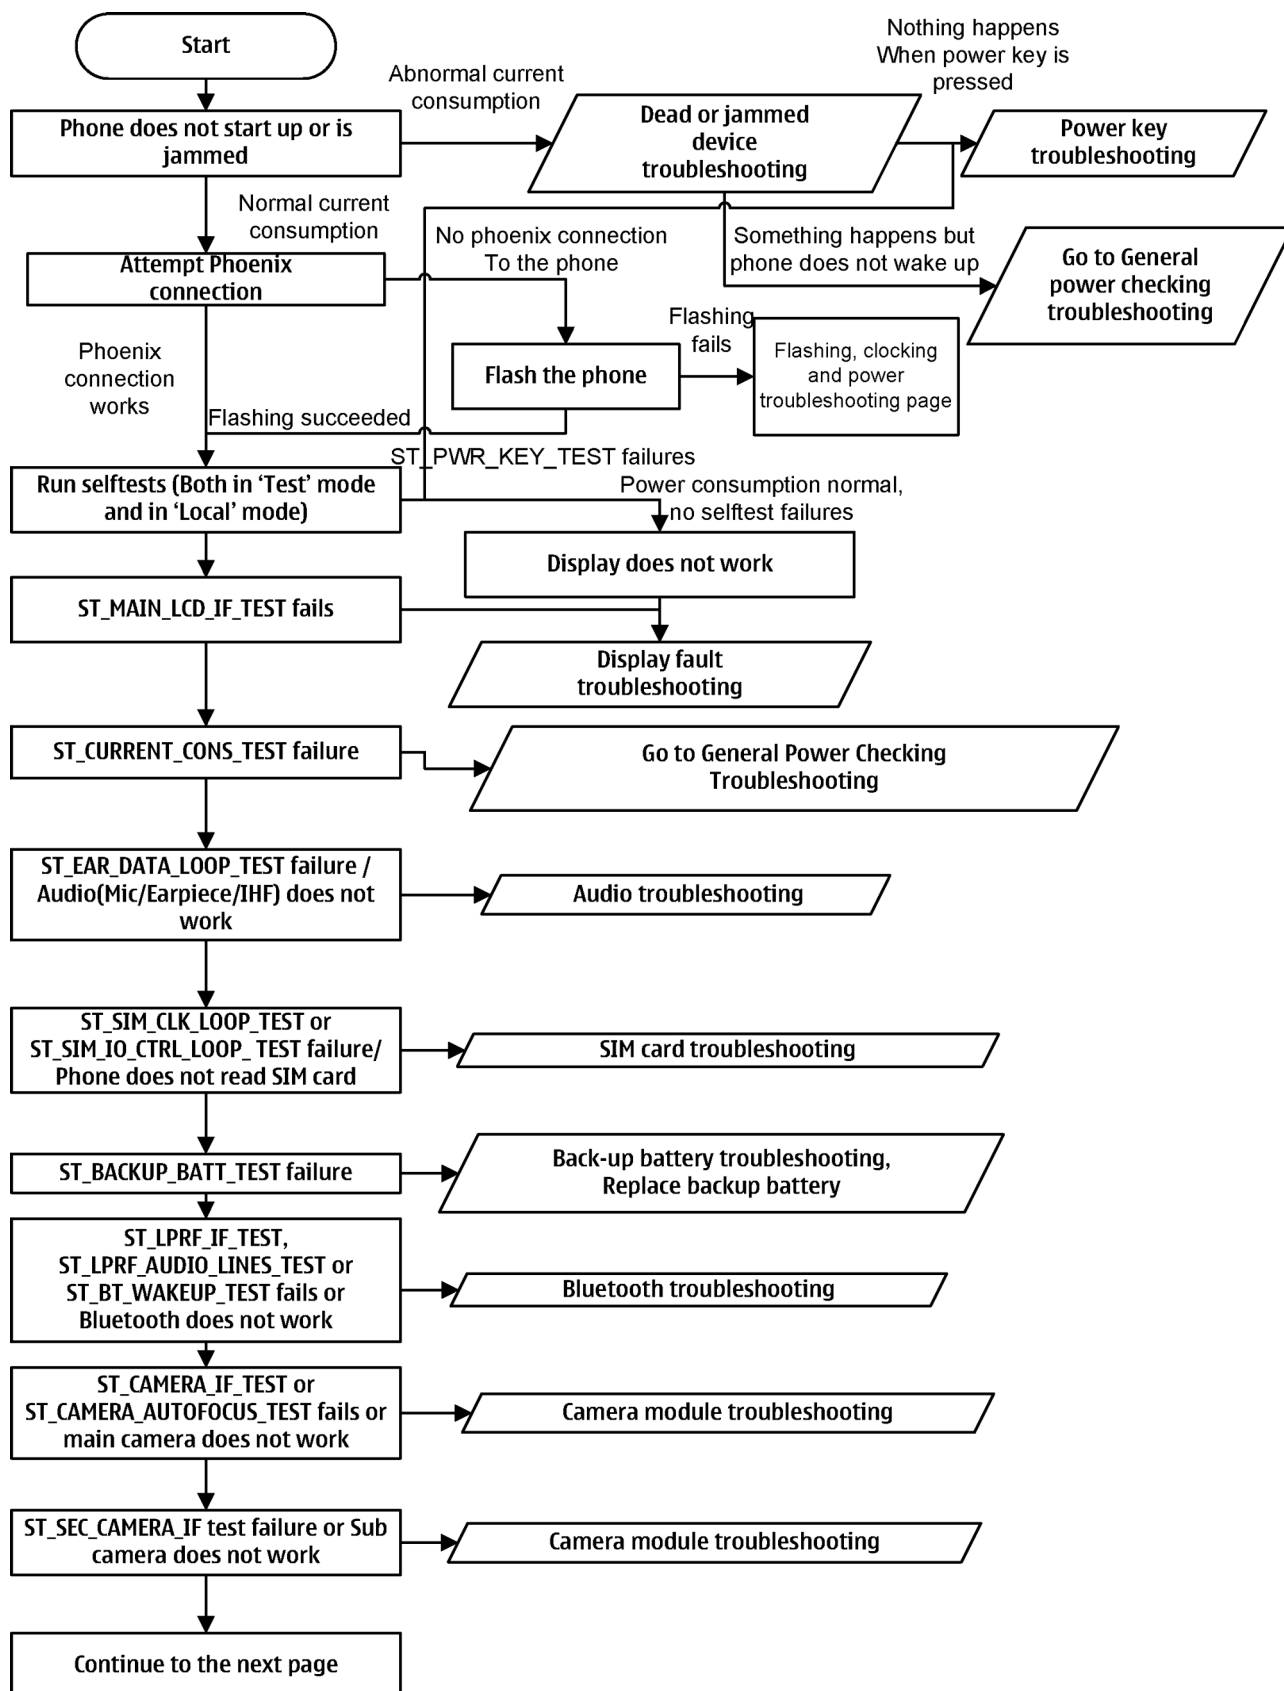 Start
Nothing happens
When power key is
pressed
Abnormal current
consumption
Phone does not start up or is
jammed
Dead or jammed
device
troubleshooting
Power key
troubleshooting
Normal current
consumption
No phoenix connection
To the phone
Something happens but
phone does not wake up
Go to General
power checking
troubleshooting
Attempt Phoenix
connection
Phoenix
connection
works
Flash the phone
Flashing
fails
Flashing, clocking
and power
troubleshooting page
Flashing succeeded
ST_PWR_KEY_TEST failures
Run selftests (Both in ‘Test’ mode
and in ‘Local’ mode)
Power consumption normal,
no selftest failures
Display does not work
ST_MAIN_LCD_IF_TEST fails
Display fault
troubleshooting
ST_CURRENT_CONS_TEST failure
Go to General Power Checking
Troubleshooting
ST_EAR_DATA_LOOP_TEST failure /
Audio(Mic/Earpiece/IHF) does not
work
Audio troubleshooting
ST_SIM_CLK_LOOP_TEST or
ST_SIM_IO_CTRL_LOOP_ TEST failure/
Phone does not read SIM card
SIM card troubleshooting
ST_BACKUP_BATT_TEST failure
Back-up battery troubleshooting,
Replace backup battery
ST_LPRF_IF_TEST,
ST_LPRF_AUDIO_LINES_TEST or
ST_BT_WAKEUP_TEST fails or
Bluetooth does not work
Bluetooth troubleshooting
ST_CAMERA_IF_TEST or
ST_CAMERA_AUTOFOCUS_TEST fails or
main camera does not work
Camera module troubleshooting
ST_SEC_CAMERA_IF test failure or Sub
camera does not work
Camera module troubleshooting
Continue to the next page